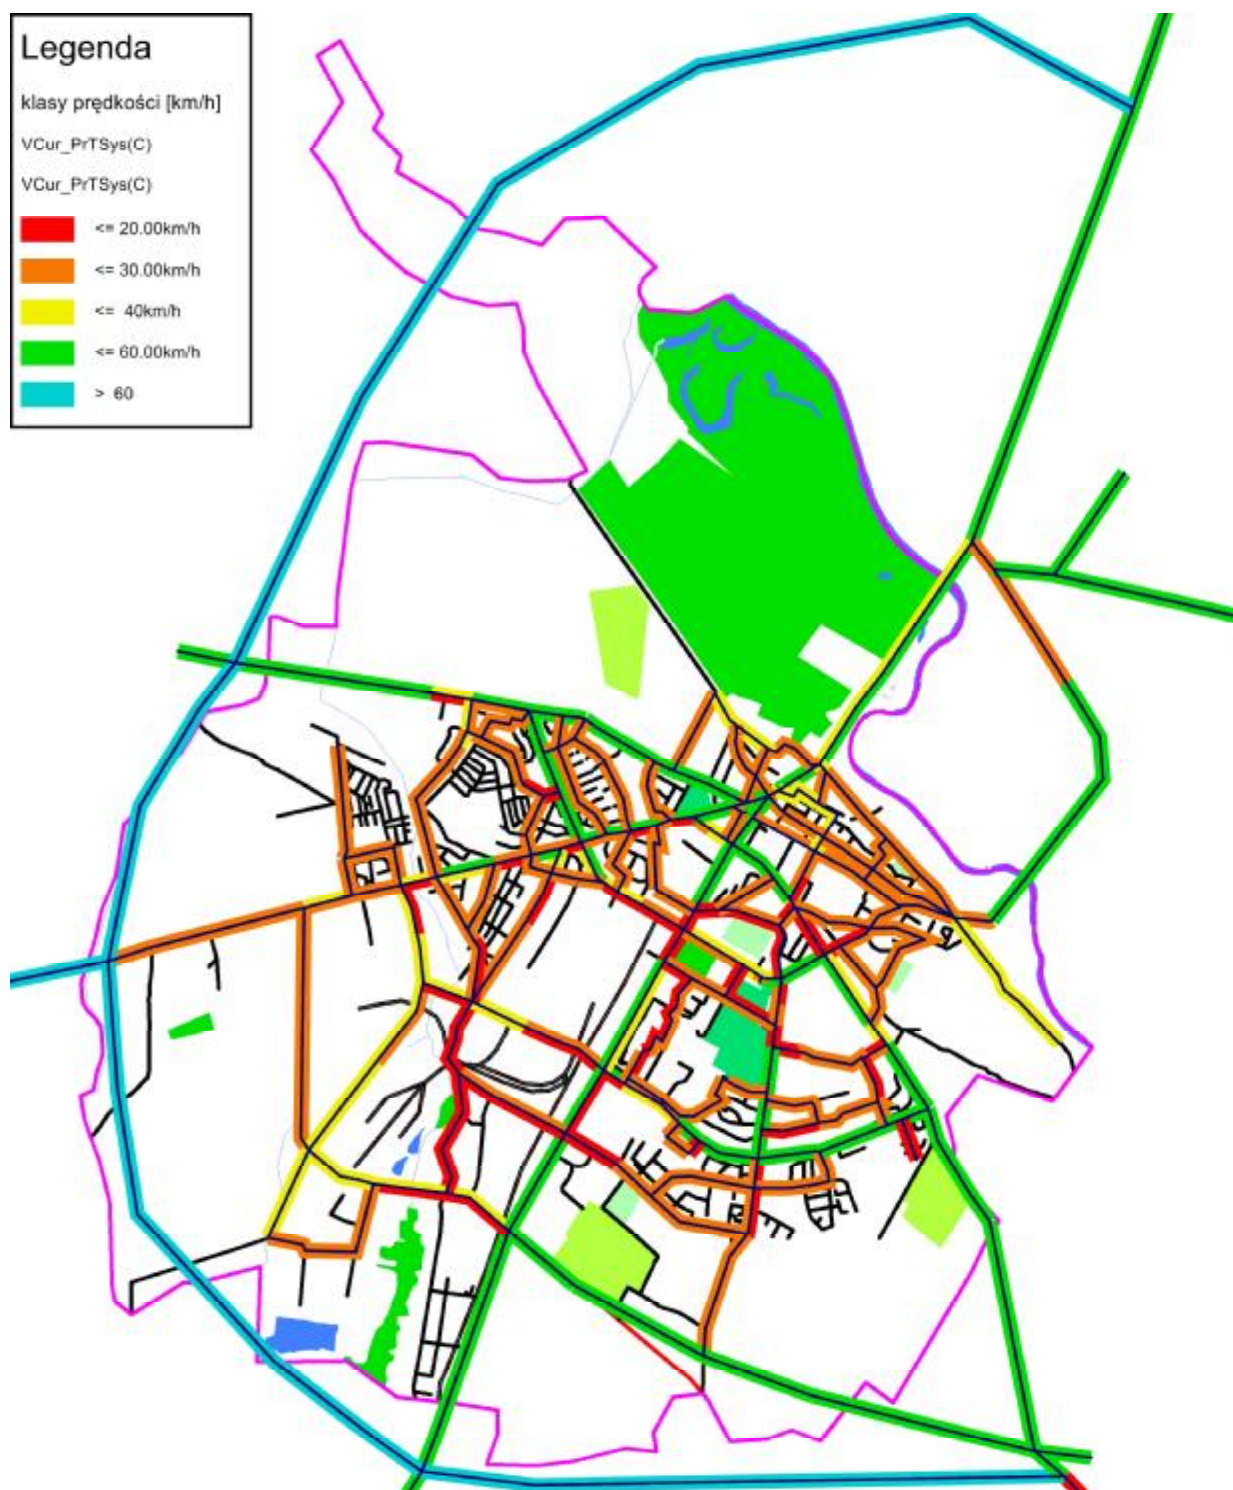 Legenda
klasy prędkości [km/h]
VCur_PrTSys(C)
VCur_PrTSys(C)
<= 20.00km/h
<= 30.00km/h
<= 40km/h
<= 60.00km/h
> 60